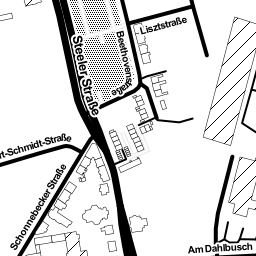 Lisztstraße
Beethovenstraße
Steeler Straße
rt-Schmidt-Straße
Schonnebecker Straße
Am Dahlbusch